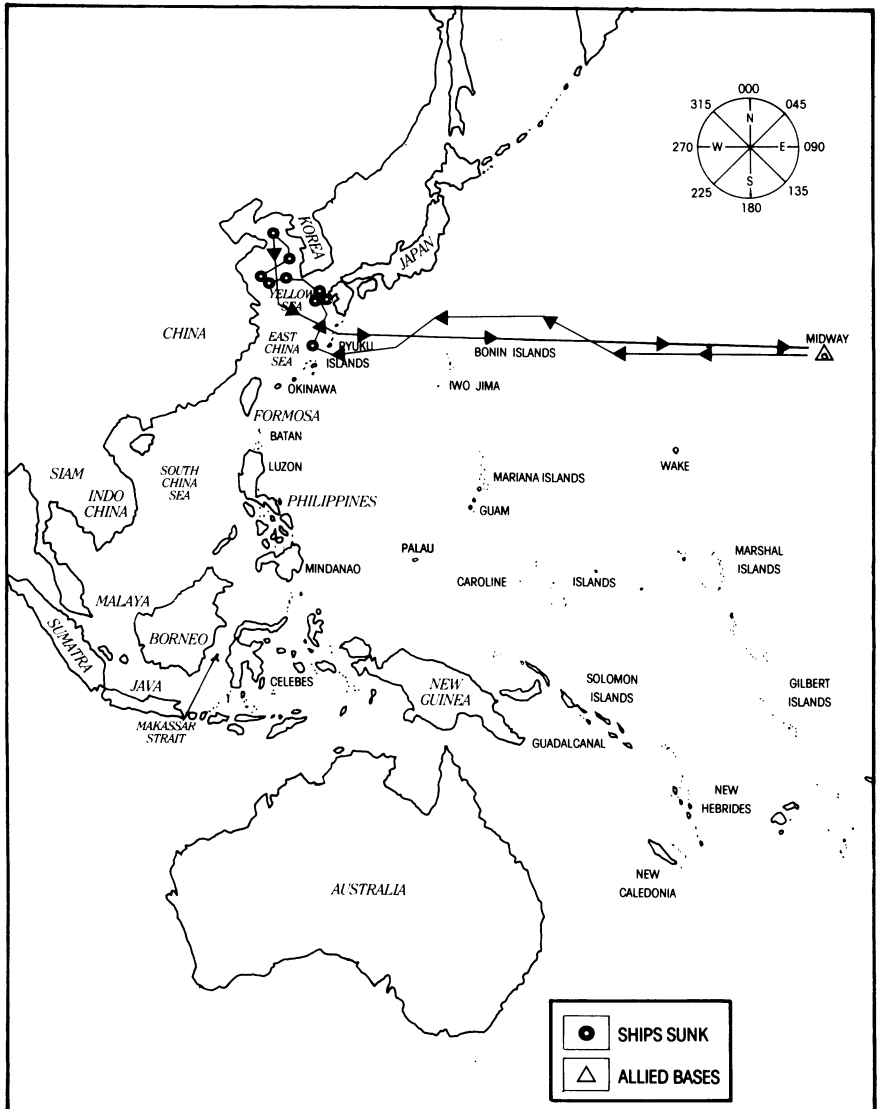 000
315
045
N
270
W
E
090
S
225
135
180
KOREA
JAPAN
YELLOW
SEA
CHINA
EAST
CHINA
SEA
RYUKU
ISLANDS
BONIN ISLANDS
MIDWAY
OKINAWA
IWO JIMA
FORMOSA
BATAN
LUZON
SIAM
SOUTH
CHINA
SEA
INDO
CHINA
PHILIPPINES
MARIANA ISLANDS
GUAM
WAKE
PALAU
MINDANAO
CAROLINE ISLANDS
MARSHAL
ISLANDS
MALAYA
SUMATRA
BORNEO
JAVA
CELEBES
MAKASSAR
STRAIT
NEW
GUINEA
SOLOMON
ISLANDS
GILBERT
ISLANDS
GUADALCANAL
NEW
HEBRIDES
NEW
CALEDONIA
AUSTRALIA
SHIPS SUNK
ALLIED BASES